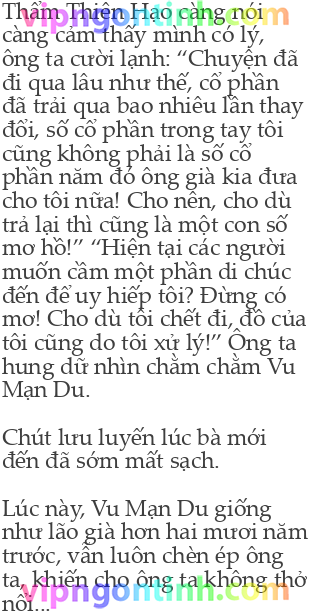 Thẩm Thiên Hạo càng nói
càng cảm thấy mình có lý,
ông ta cười lạnh: “Chuyện đã
đi qua lâu như thế, cổ phần
đã trải qua bao nhiêu lần thay
đổi, số cổ phần trong tay tôi
cũng không phải là số cổ
phần năm đó ông già kia đưa
cho tôi nữa! Cho nên, cho dù
trả lại thì cũng là một con số
mơ hồ!” “Hiện tại các người
muốn cầm một phần di chúc
đến để uy hiếp tôi? Đừng có
mơ! Cho dù tôi chết đi, đồ của
tôi cũng do tôi xử lý!” Ông ta
hung dữ nhìn chằm chằm Vu
Mạn Du.
Chút lưu luyến lúc bà mới
đến đã sớm mất sạch.
Lúc này, Vu Mạn Du giống
như lão già hơn hai mươi năm
trước, vẫn luôn chèn ép ông
ta, khiến cho ông ta không thở
nổi...
vipngontinh.com
vipngontinh.com
vipngontinh.com
vipngontinh.com